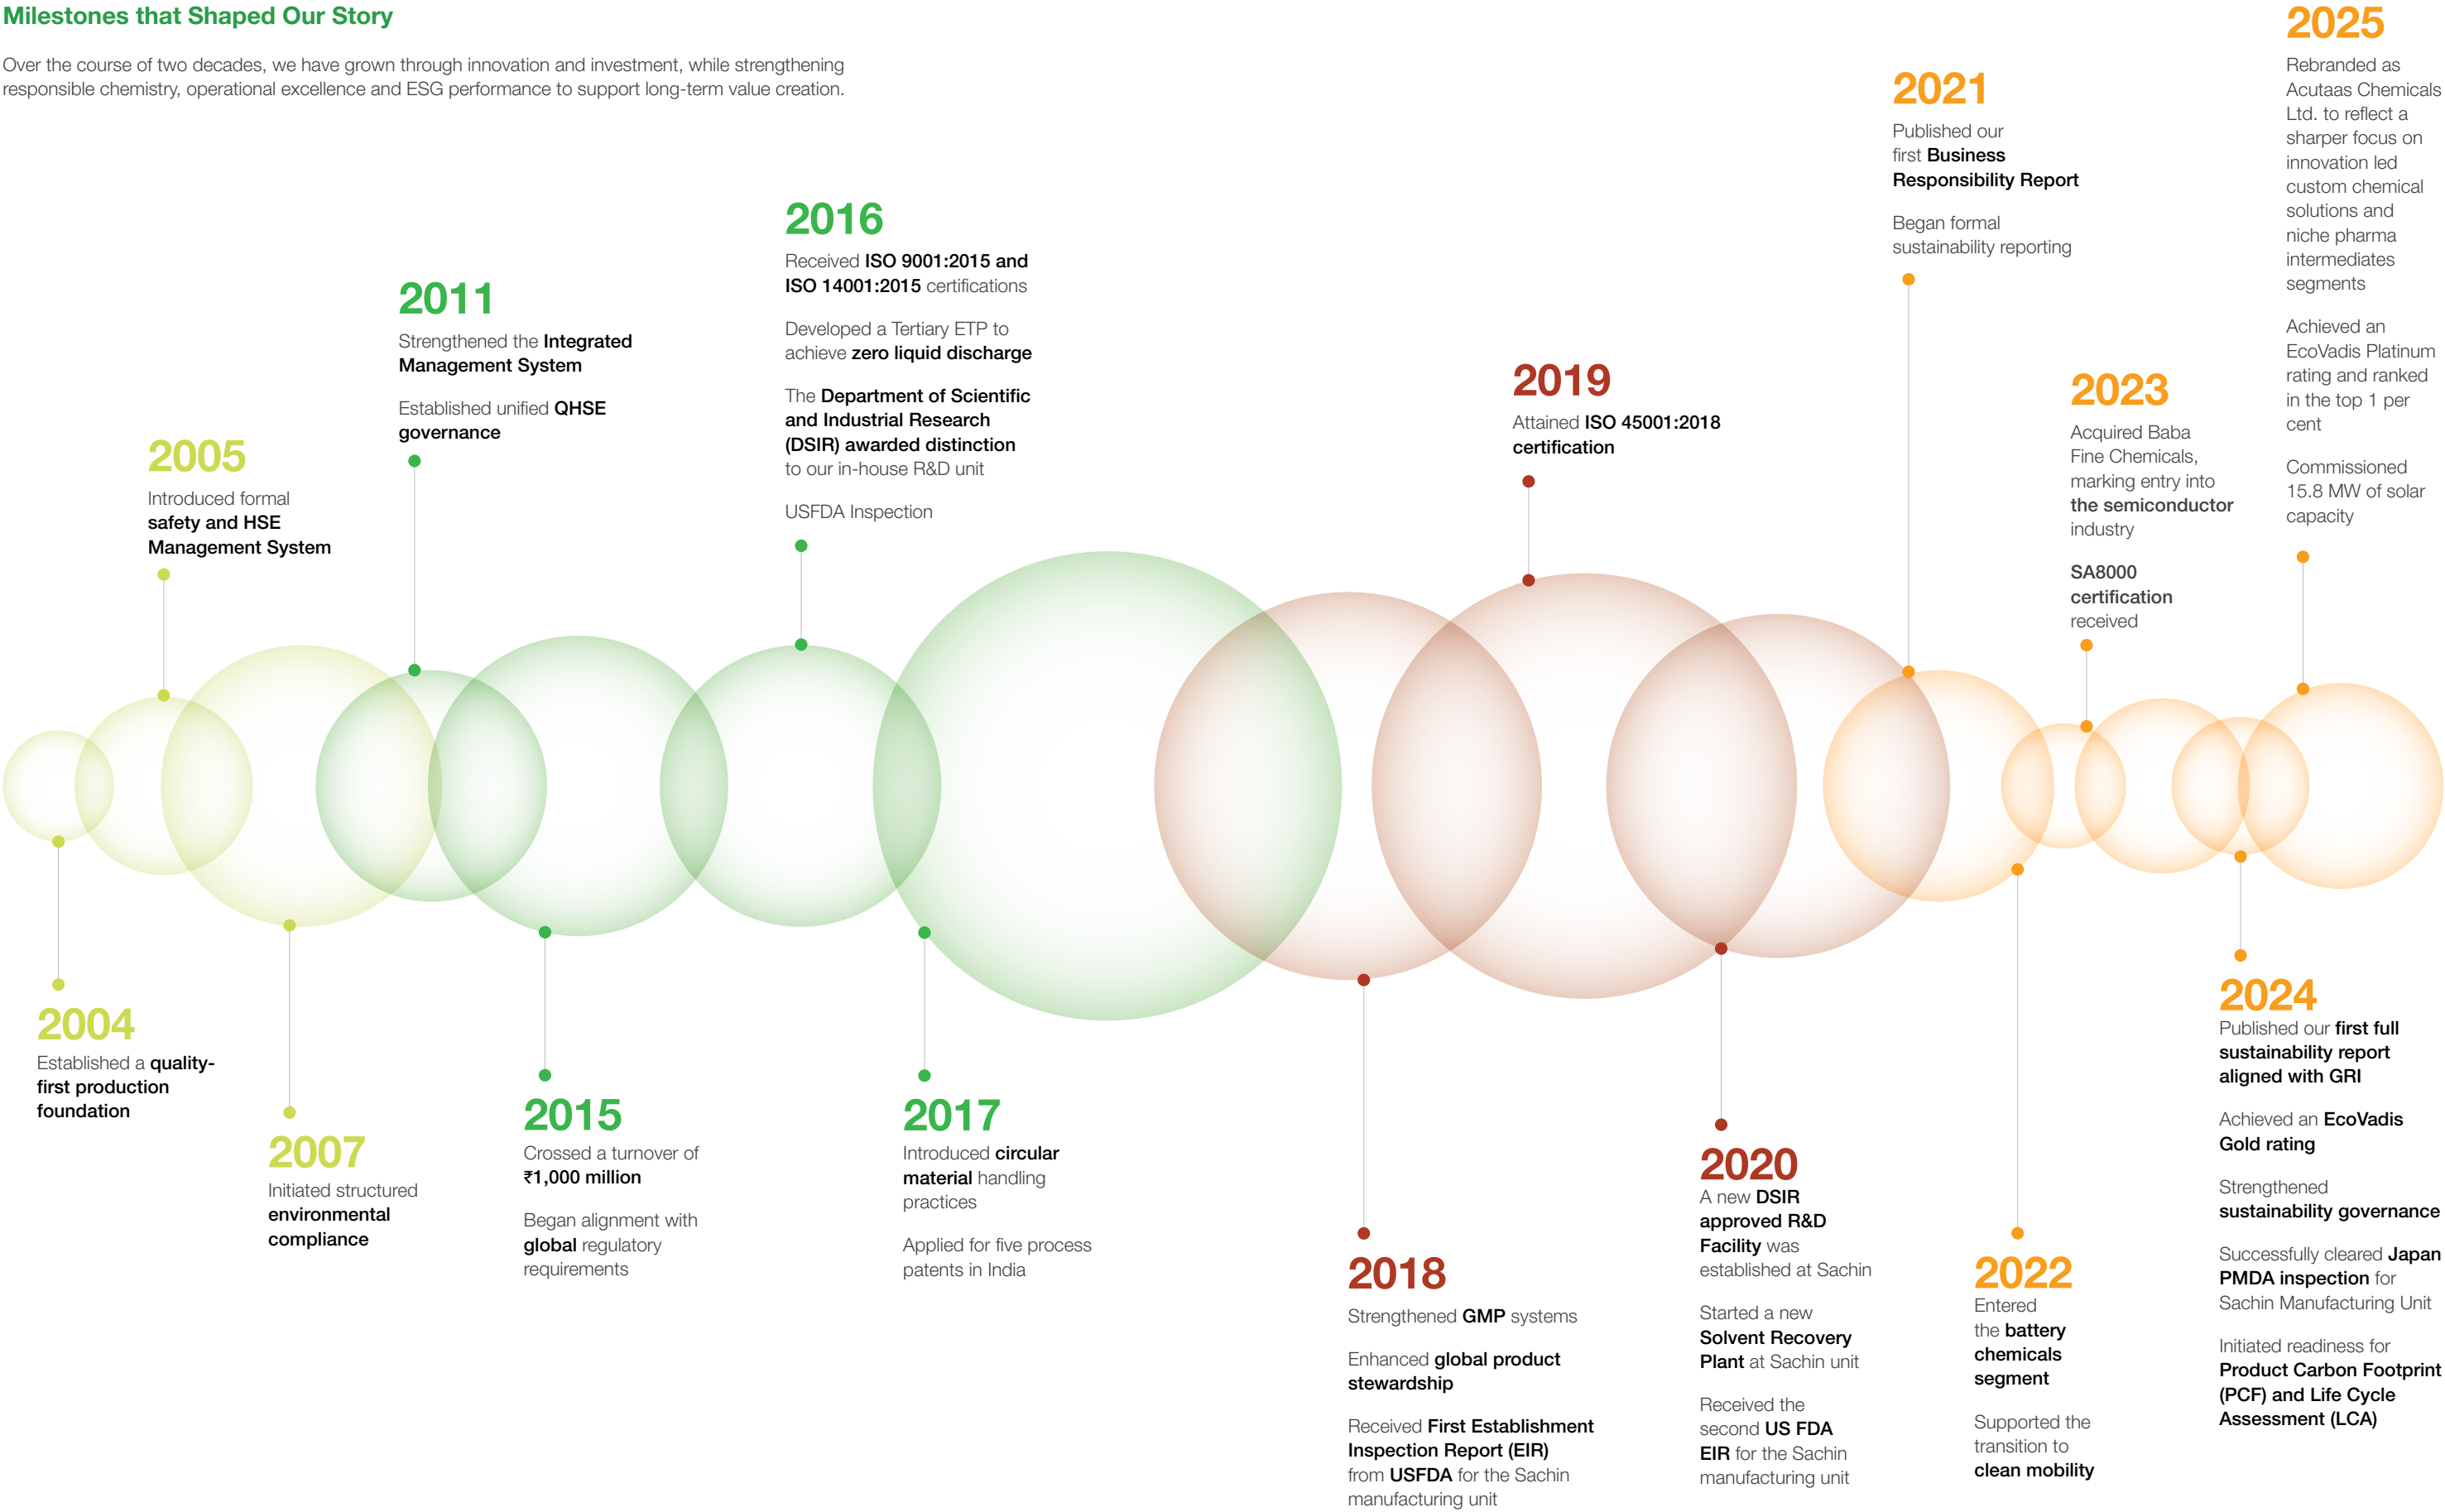 Milestones that Shaped Our Story
Over the course of two decades, we have grown through innovation and investment, while strengthening
responsible chemistry, operational excellence and ESG performance to support long-term value creation.
2004
Established a quality-
first production
foundation
2005
Introduced formal
safety and HSE
Management System
2007
Initiated structured
environmental
compliance
2011
Strengthened the Integrated
Management System
Established unified QHSE
governance
2015
Crossed a turnover of
₹1,000 million
Began alignment with
global regulatory
requirements
2016
Received ISO 9001:2015 and
ISO 14001:2015 certifications
Developed a Tertiary ETP to
achieve zero liquid discharge
The Department of Scientific
and Industrial Research
(DSIR) awarded distinction
to our in-house R&D unit
USFDA Inspection
2017
Introduced circular
material handling
practices
Applied for five process
patents in India
2018
Strengthened GMP systems
Enhanced global product
stewardship
Received First Establishment
Inspection Report (EIR)
from USFDA for the Sachin
manufacturing unit
2019
Attained ISO 45001:2018
certification
2020
A new DSIR
approved R&D
Facility was
established at Sachin
Started a new
Solvent Recovery
Plant at Sachin unit
Received the
second US FDA
EIR for the Sachin
manufacturing unit
2021
Published our
first Business
Responsibility Report
Began formal
sustainability reporting
2022
Entered
the battery
chemicals
segment
Supported the
transition to
clean mobility
2023
Acquired Baba
Fine Chemicals,
marking entry into
the semiconductor
industry
SA8000
certification
received
2024
Published our first full
sustainability report
aligned with GRI
Achieved an EcoVadis
Gold rating
Strengthened
sustainability governance
Successfully cleared Japan
PMDA inspection for
Sachin Manufacturing Unit
Initiated readiness for
Product Carbon Footprint
(PCF) and Life Cycle
Assessment (LCA)
2025
Rebranded as
Acutaas Chemicals
Ltd. to reflect a
sharper focus on
innovation led
custom chemical
solutions and
niche pharma
intermediates
segments
Achieved an
EcoVadis Platinum
rating and ranked
in the top 1 per
cent
Commissioned
15.8 MW of solar
capacity